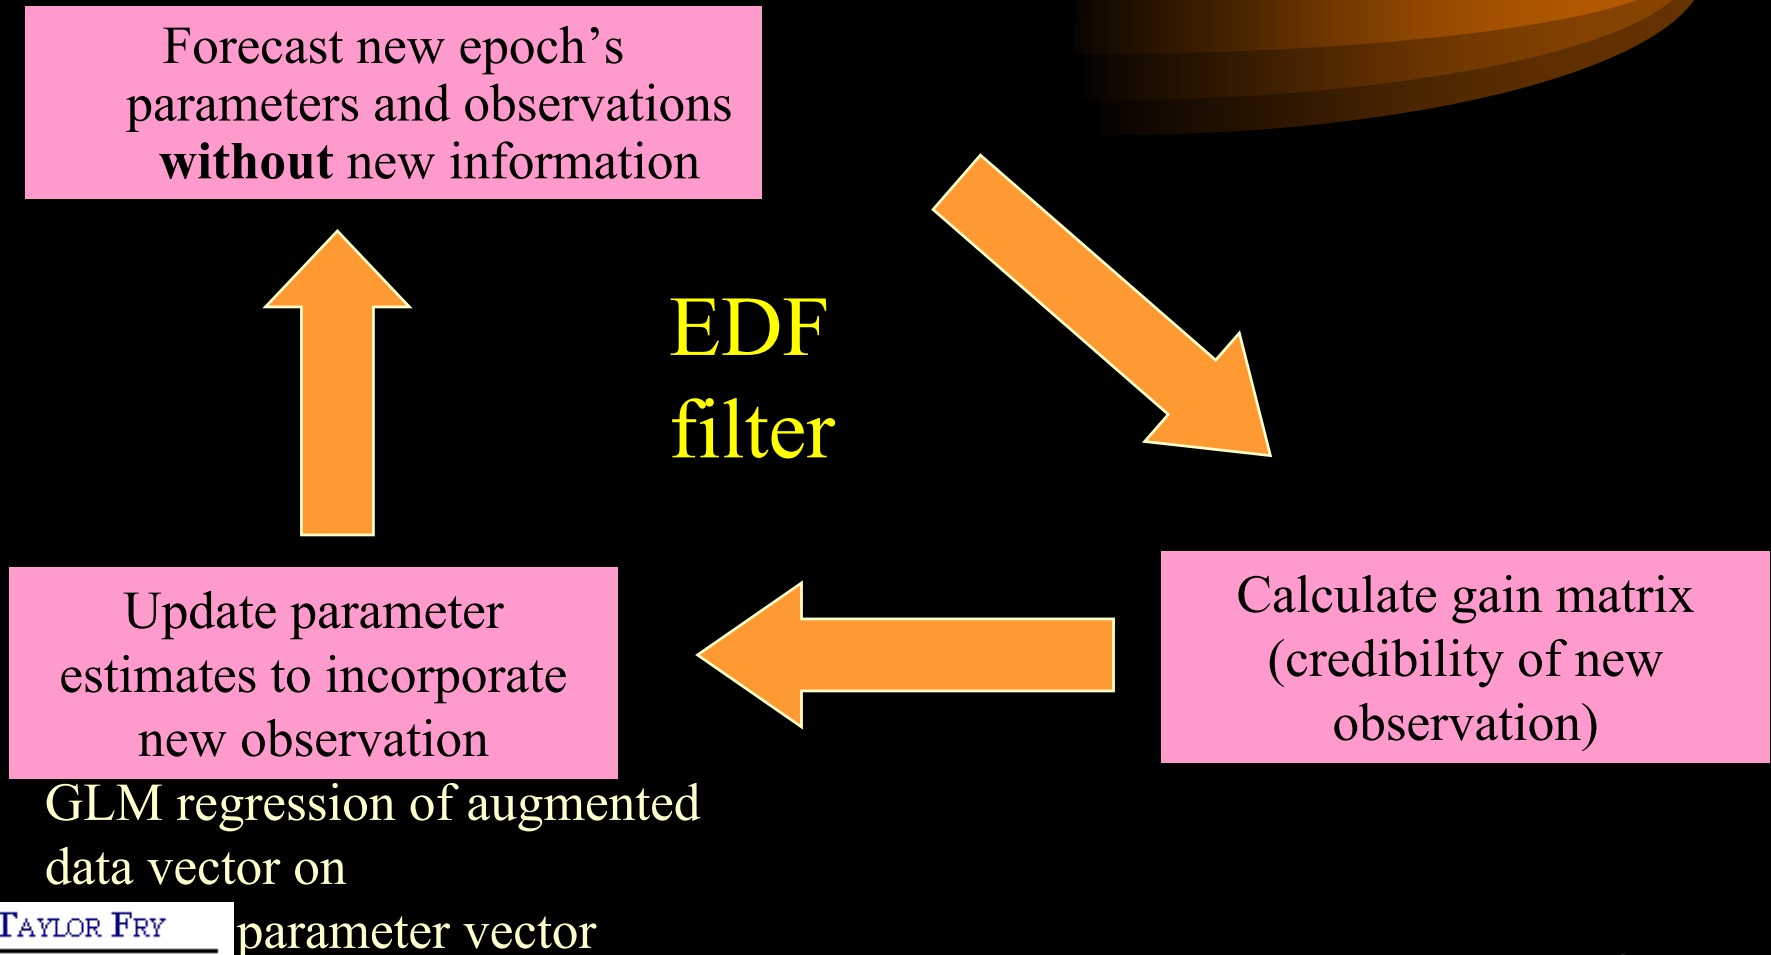 Forecast new epoch’s
parameters and observations
without new information
EDF
filter
Update parameter
estimates to incorporate
new observation
Calculate gain matrix
(credibility of new
observation)
GLM regression of augmented
data vector on
parameter vector
TAYLOR FRY